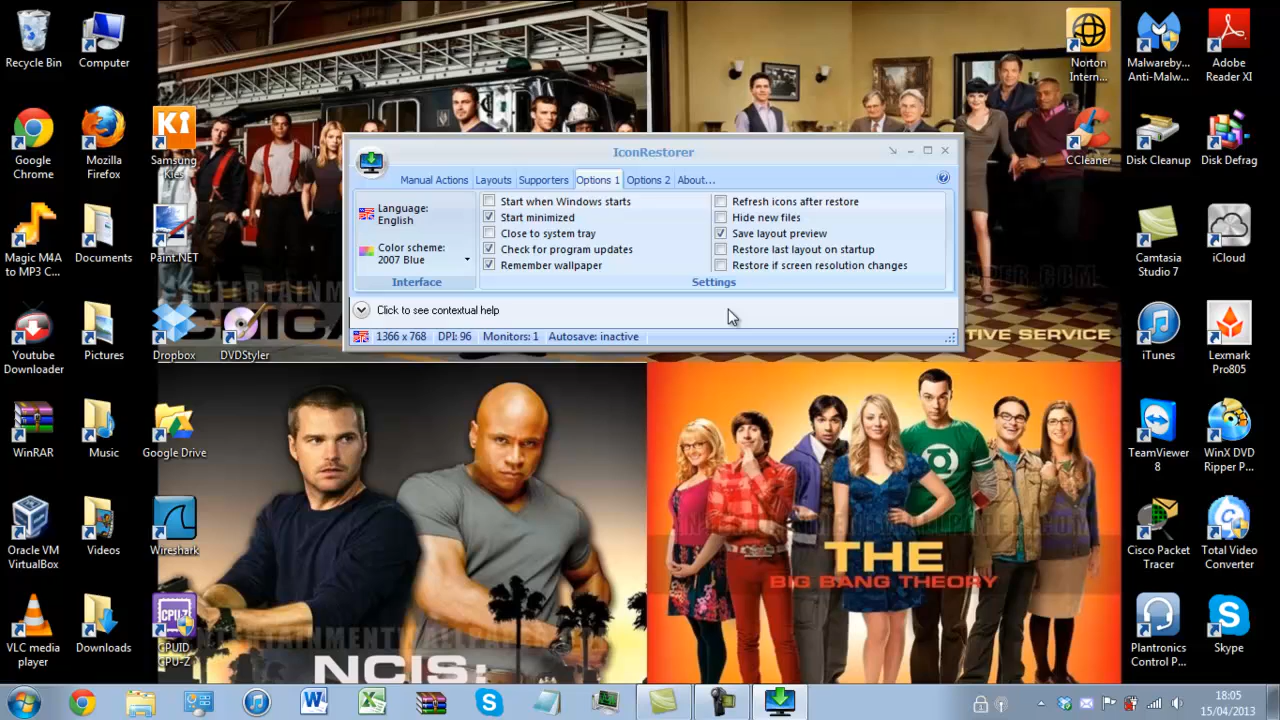 Recycle Bin
Computer
Google
Chrome
Mozilla
Firefox
Samsung
Kies
Magic M4A
to MP3 C...
Documents
Paint.NET
Youtube
Downloader
Pictures
Dropbox
DVDStyler
WinRAR
Music
Google Drive
Oracle VM
VirtualBox
Videos
Wireshark
VLC media
player
Downloads
CPUID
CPU-Z
IconRestorer
Manual Actions
Layouts
Supporters
Options 1
Options 2
About...
Language:
English
Color scheme:
2007 Blue
Interface
Start when Windows starts
Start minimized
Close to system tray
Check for program updates
Remember wallpaper
Refresh icons after restore
Hide new files
Save layout preview
Restore last layout on startup
Restore if screen resolution changes
Settings
Click to see contextual help
1366 x 768
DPI: 96
Monitors: 1
Autosave: inactive
TIVE SERVICE
NCIS:
THE
BIG BANG THEORY
Norton
Intern...
Malwareby...
Anti-Malw...
Adobe
Reader XI
CCleaner
Disk Cleanup
Disk Defrag
Camtasia
Studio 7
iCloud
iTunes
Lexmark
Pro805
TeamViewer
8
WinX DVD
Ripper P...
Cisco Packet
Tracer
Total Video
Converter
Plantronics
Control P...
Skype
18:05
15/04/2013